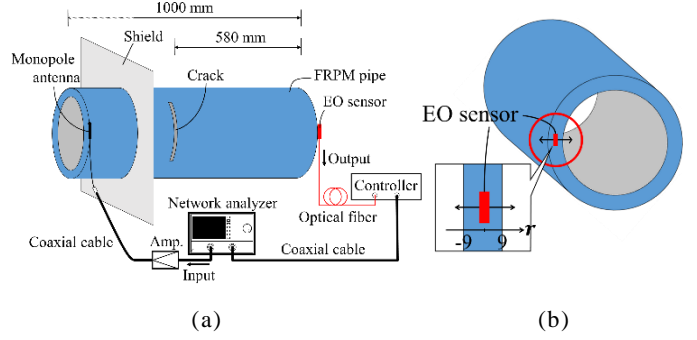 1000 mm
Shield
580 mm
Monopole
antenna
Crack
FRPM pipe
EO sensor
Output
Controller
Network analyzer
Optical fiber
Coaxial cable
Amp.
Coaxial cable
Input
(a)
EO sensor
r
-9 9
(b)